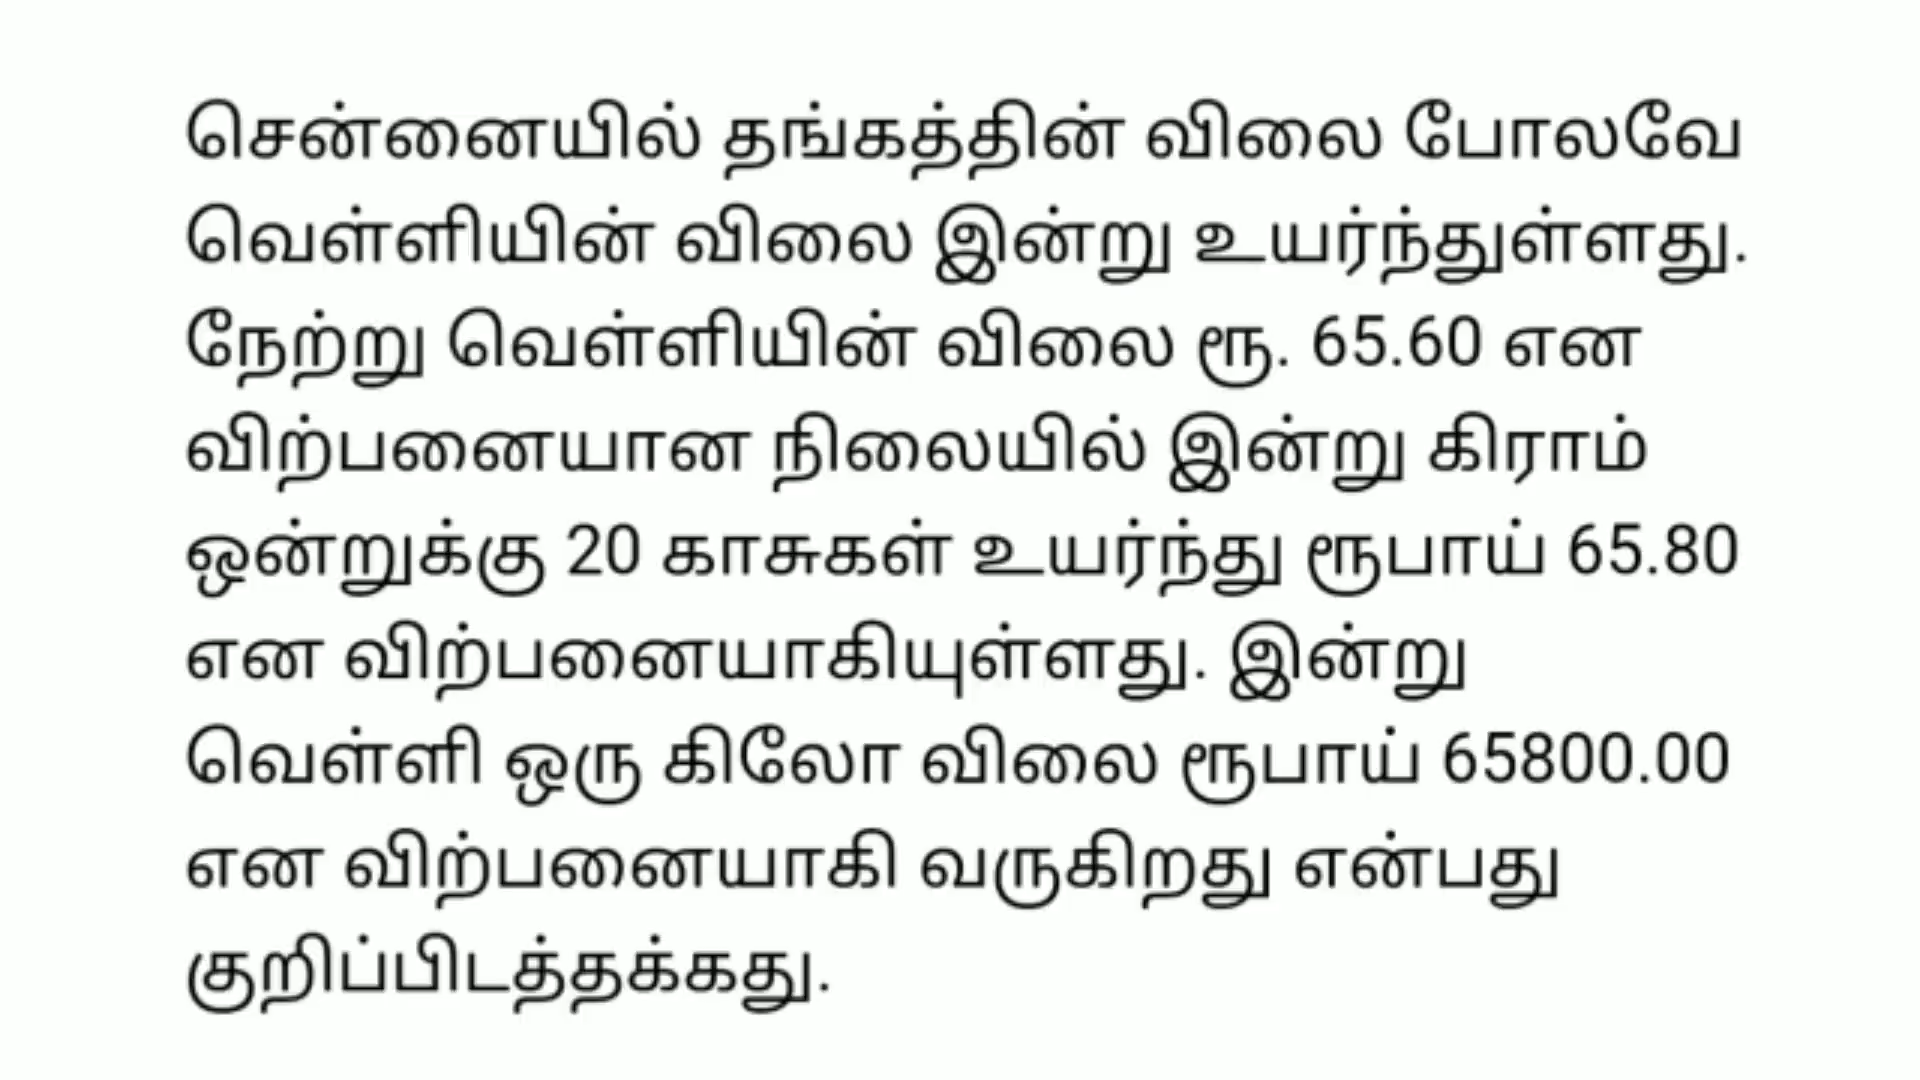 சென்னையில் தங்கத்தின் விலை போலவே
வெள்ளியின் விலை இன்று உயர்ந்துள்ளது.
நேற்று வெள்ளியின் விலை ரூ. 65.60 என
விற்பனையான நிலையில் இன்று கிராம்
ஒன்றுக்கு 20 காசுகள் உயர்ந்து ரூபாய் 65.80
என விற்பனையாகியுள்ளது. இன்று
வெள்ளி ஒரு கிலோ விலை ரூபாய் 65800.00
என விற்பனையாகி வருகிறது என்பது
குறிப்பிடத்தக்கது.